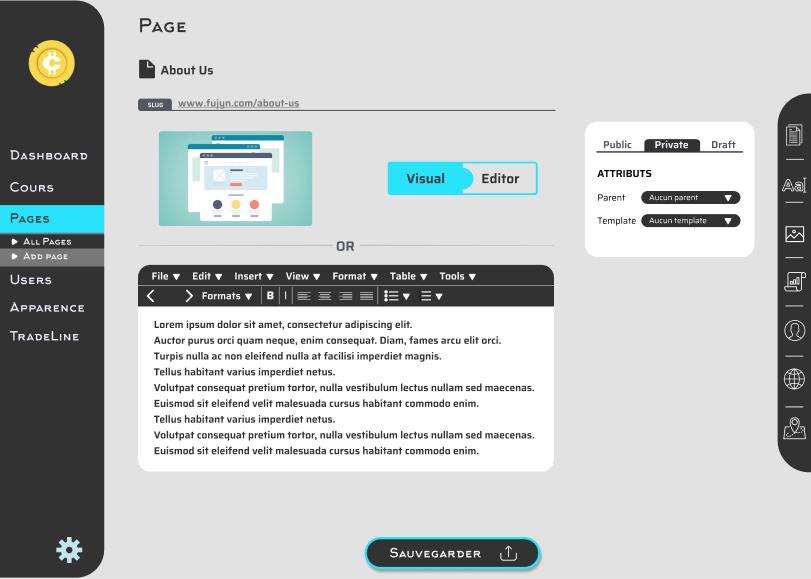 Page
About Us
SLUG www.fujyn.com/about-us
Dashboard
Cours
Pages
All Pages
Add page
Users
Apparence
TradeLine
Visual Editor
OR
File Edit Insert View Format Table Tools
Formats B I
Lorem ipsum dolor sit amet, consectetur adipiscing elit.
Auctor purus orci quam neque, enim consequat. Diam, fames arcu elit orci.
Turpis nulla ac non eleifend nulla at facilisi imperdiet magnis.
Tellus habitant varius imperdiet netus.
Volutpat consequat pretium tortor, nulla vestibulum lectus nullam sed maecenas.
Euismod sit eleifend velit malesuada cursus habitant commodo enim.
Tellus habitant varius imperdiet netus.
Volutpat consequat pretium tortor, nulla vestibulum lectus nullam sed maecenas.
Euismod sit eleifend velit malesuada cursus habitant commodo enim.
Sauvegarder
Public Private Draft
ATTRIBUTS
Parent Aucun parent
Template Aucun template
Aa